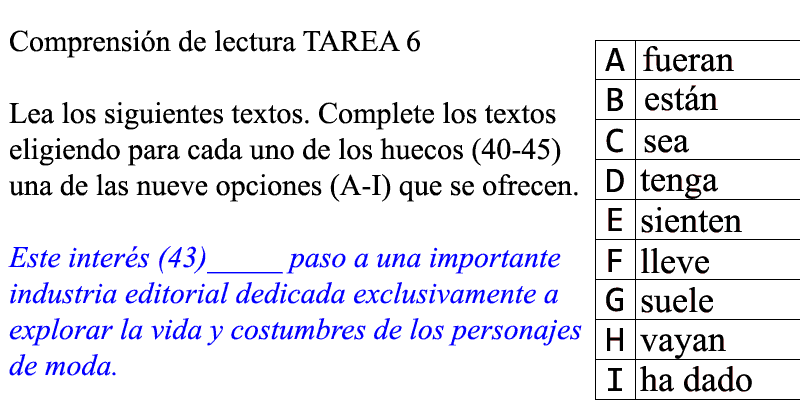 Comprensión de lectura TAREA 6
Lea los siguientes textos. Complete los textos
eligiendo para cada uno de los huecos (40-45)
una de las nueve opciones (A-I) que se ofrecen.
Este interés (43)_____ paso a una importante
industria editorial dedicada exclusivamente a
explorar la vida y costumbres de los personajes
de moda.
A fueran
B están
C sea
D tenga
E sienten
F lleve
G suele
H vayan
I ha dado